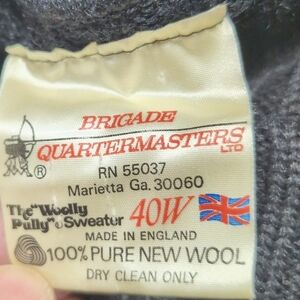 BRIGADE
QUARTERMASTERS
LTD
®
RN 55037
Marietta Ga. 30060
The "Woolly
Pully" Sweater 40W
MADE IN ENGLAND
100% PURE NEW WOOL
DRY CLEAN ONLY